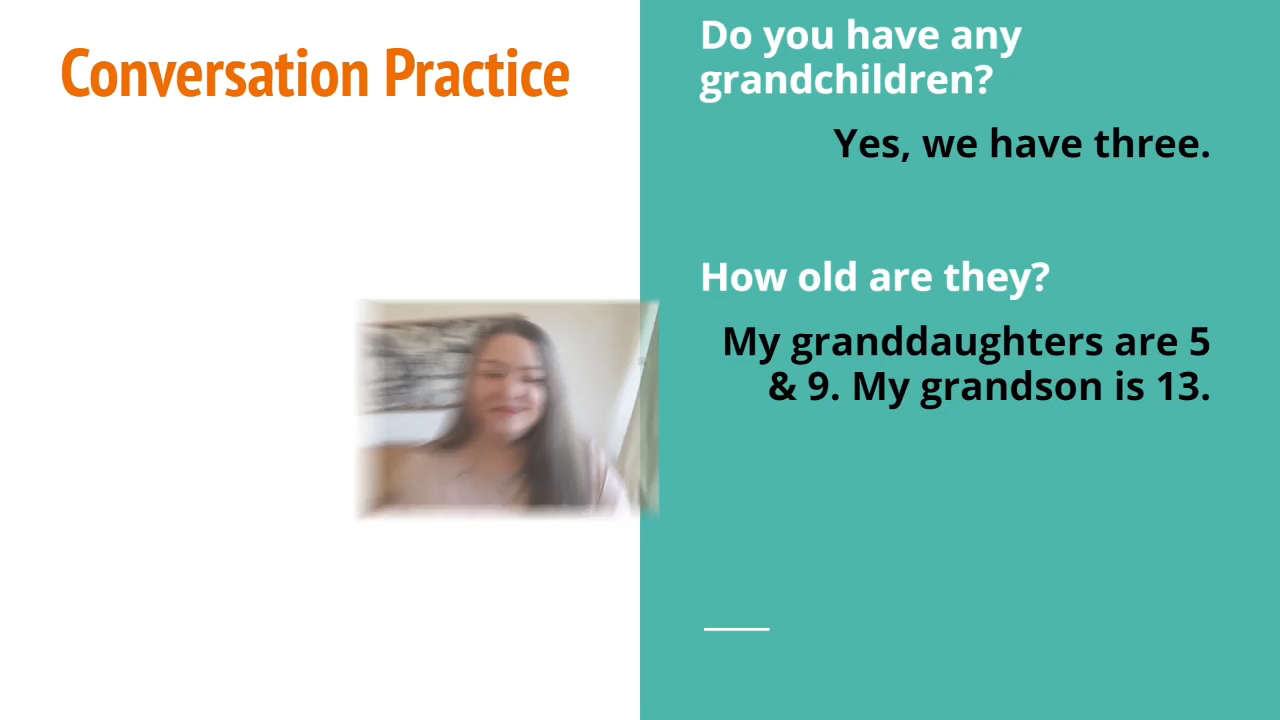 Conversation Practice
Do you have any
grandchildren?
Yes, we have three.
How old are they?
My granddaughters are 5
& 9. My grandson is 13.